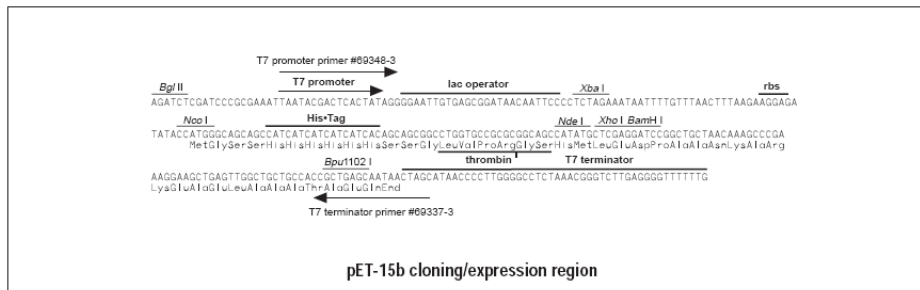 T7 promoter primer #69348-3
Bgl II T7 promoter lac operator Xba I rbs
AGATCTCGATCCCGCGAAATTAATACGACTCACTATAGGGGAATTGTGAGCGGATAACAATTCCCCTCTAGAAATAATTTTGTTTAACTTTAAGAAGGAGA
Nco I His•Tag Nde I Xho I BamH I
TATACCATGGGCAGCAGCCATCATCATCATCATCACAGCAGCGGCCTGGTGCCGCGCGGCAGCCATATGCTCGAGGATCCGGCTGCTAACAAAGCCCGA
MetGlySerSerHisHisHisHisHisHisSerSerGlyLeuValProArgGlySerHisMetLeuGluAspProAlaAlaAsnLysAlaArg
Bpu1102 I thrombin T7 terminator
AAGGAAGCTGAGTTGGCTGCTGCCACCGCTGAGCAATAACTAGCATAACCCCTTGGGGCCTCTAAACGGGTCTTGAGGGGTTTTTTG
LysGluAlaGluLeuAlaAlaAlaThrAlaGluGlnEnd
T7 terminator primer #69337-3
pET-15b cloning/expression region